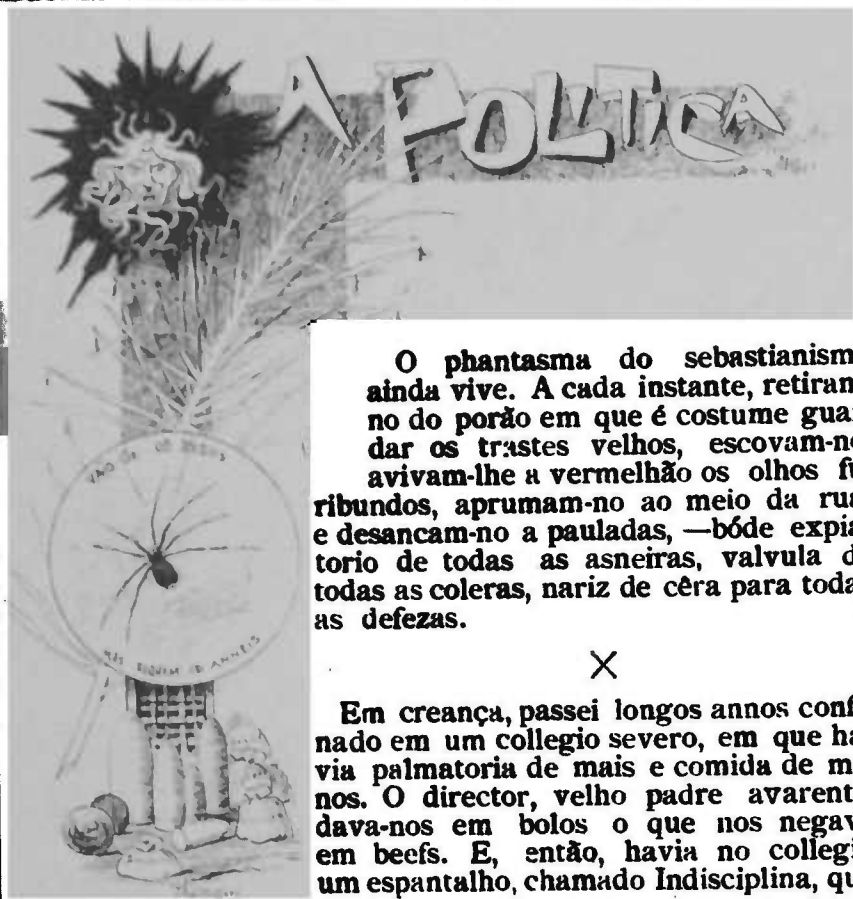 A POLITICA
O phantasma do sebastianism
ainda vive. A cada instante, retiram
no do porão em que é costume gua
dar os trastes velhos, escovam-n
avivam-lhe a vermelhão os olhos f
ribundos, aprumam-no ao meio da rua
e desancam-no a pauladas, —bóde expia
torio de todas as asneiras, valvula d
todas as coleras, nariz de cêra para toda
as defezas.
×
Em creança, passei longos annos conf
nado em um collegio severo, em que ha
via palmatoria de mais e comida de m
nos. O director, velho padre avarent
dava-nos em bolos o que nos negav
em beefs. E, então, havia no collegi
um espantalho, chamado Indisciplina, qu
OS DEDOS
FIQUEM OS ANNEIS